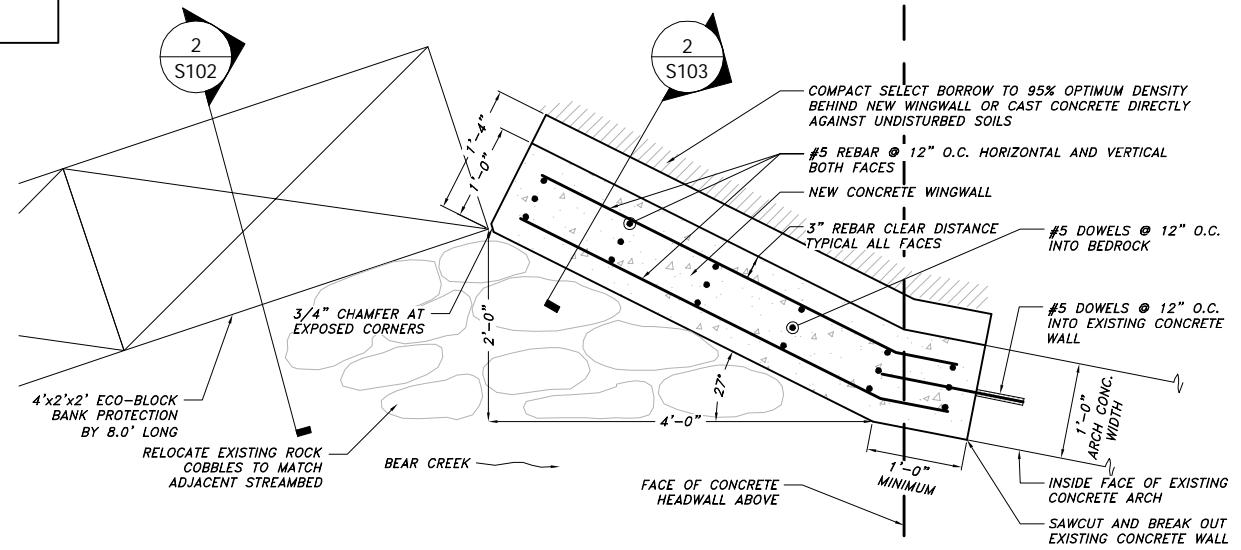 2
S102
2
S103
COMPACT SELECT BORROW TO 95% OPTIMUM DENSITY
BEHIND NEW WINGWALL OR CAST CONCRETE DIRECTLY
AGAINST UNDISTURBED SOILS
1'-4"
1'-0"
#5 REBAR @ 12" O.C. HORIZONTAL AND VERTICAL
BOTH FACES
NEW CONCRETE WINGWALL
3" REBAR CLEAR DISTANCE
TYPICAL ALL FACES
#5 DOWELS @ 12" O.C.
INTO BEDROCK
3/4" CHAMFER AT
EXPOSED CORNERS
2'-0"
#5 DOWELS @ 12" O.C.
INTO EXISTING CONCRETE
WALL
4'x2'x2' ECO-BLOCK
BANK PROTECTION
BY 8.0' LONG
27°
4'-0"
1'-0"
ARCH CONC.
WIDTH
RELOCATE EXISTING ROCK
COBBLES TO MATCH
ADJACENT STREAMBED
BEAR CREEK
1'-0"
MINIMUM
FACE OF CONCRETE
HEADWALL ABOVE
INSIDE FACE OF EXISTING
CONCRETE ARCH
SAWCUT AND BREAK OUT
EXISTING CONCRETE WALL